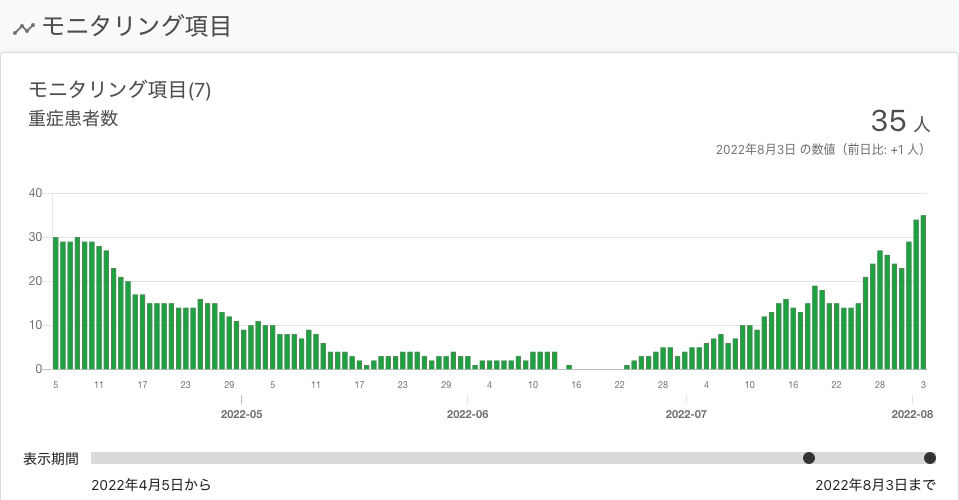 モニタリング項目
モニタリング項目(7)
重症患者数
35 人
2022年8月3日 の数値（前日比: +1 人）
40
30
20
10
0
5 11 17 23 29 5 11 17 23 29 4 10 16 22 28 4 10 16 22 28 3
2022-05 2022-06 2022-07 2022-08
表示期間
2022年4月5日から 2022年8月3日まで